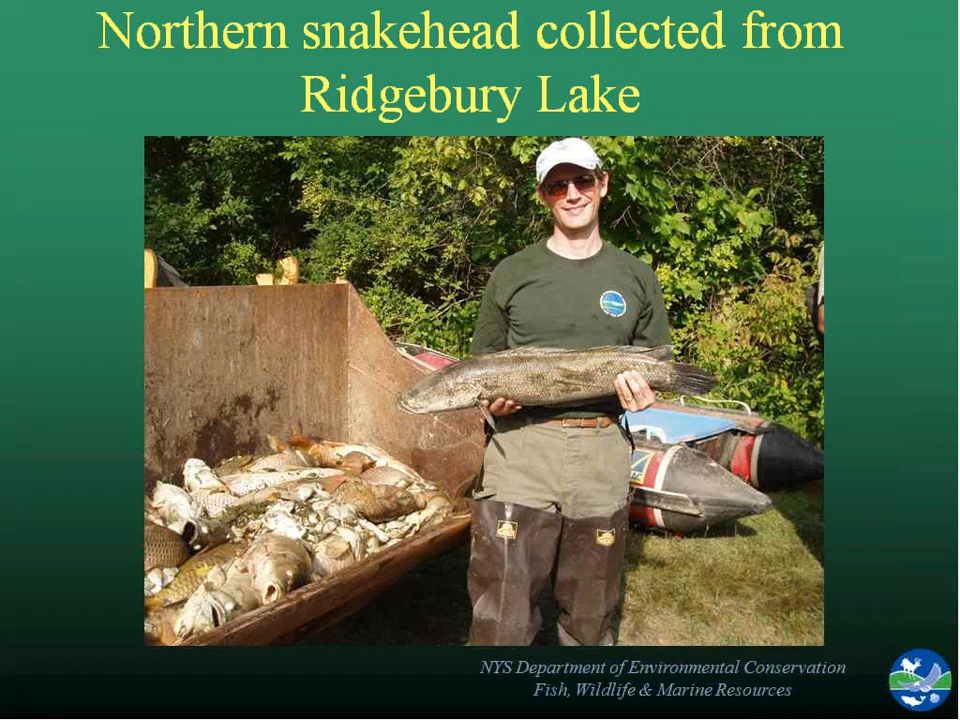 Northern snakehead collected from
Ridgebury Lake
NYS Department of Environmental Conservation
Fish, Wildlife & Marine Resources